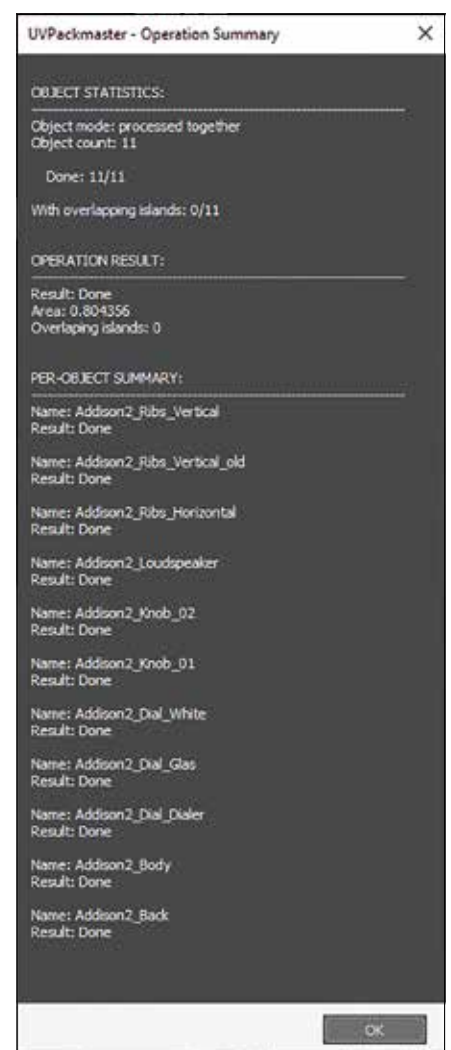 UVPackmaster - Operation Summary
OBJECT STATISTICS:
Object mode: processed together
Object count: 11
Done: 11/11
With overlapping islands: 0/11
OPERATION RESULT:
Result: Done
Area: 0.804356
Overlaping islands: 0
PER-OBJECT SUMMARY:
Name: Addison2_Ribs_Vertical
Result: Done
Name: Addison2_Ribs_Vertical_old
Result: Done
Name: Addison2_Ribs_Horizontal
Result: Done
Name: Addison2_Loudspeaker
Result: Done
Name: Addison2_Knob_02
Result: Done
Name: Addison2_Knob_01
Result: Done
Name: Addison2_Dial_White
Result: Done
Name: Addison2_Dial_Glas
Result: Done
Name: Addison2_Dial_Dialer
Result: Done
Name: Addison2_Body
Result: Done
Name: Addison2_Back
Result: Done
OK